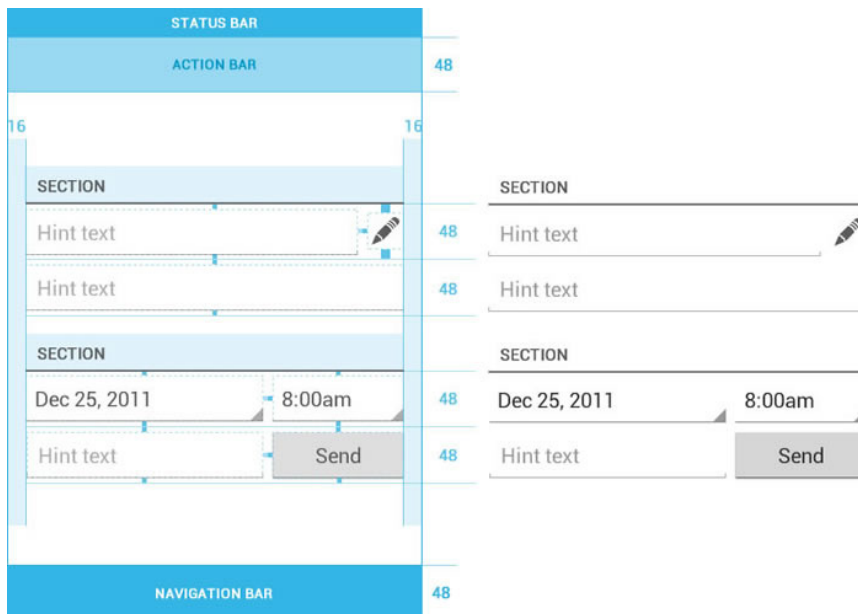 STATUS BAR
ACTION BAR
48
16
16
SECTION
Hint text
48
Hint text
48
SECTION
Dec 25, 2011
8:00am
48
Hint text
Send
48
NAVIGATION BAR
48
SECTION
Hint text
Hint text
SECTION
Dec 25, 2011
8:00am
Hint text
Send